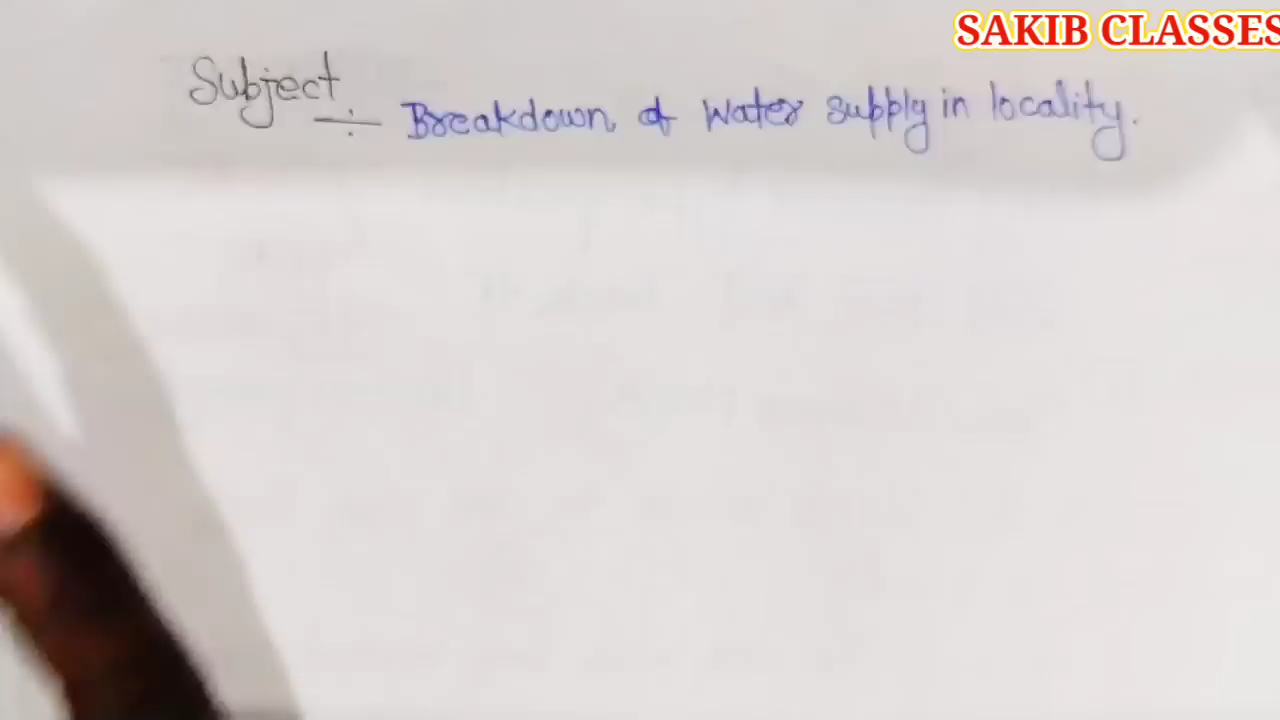 SAKIB CLASSES
Subject :- Breakdown of water supply in locality.